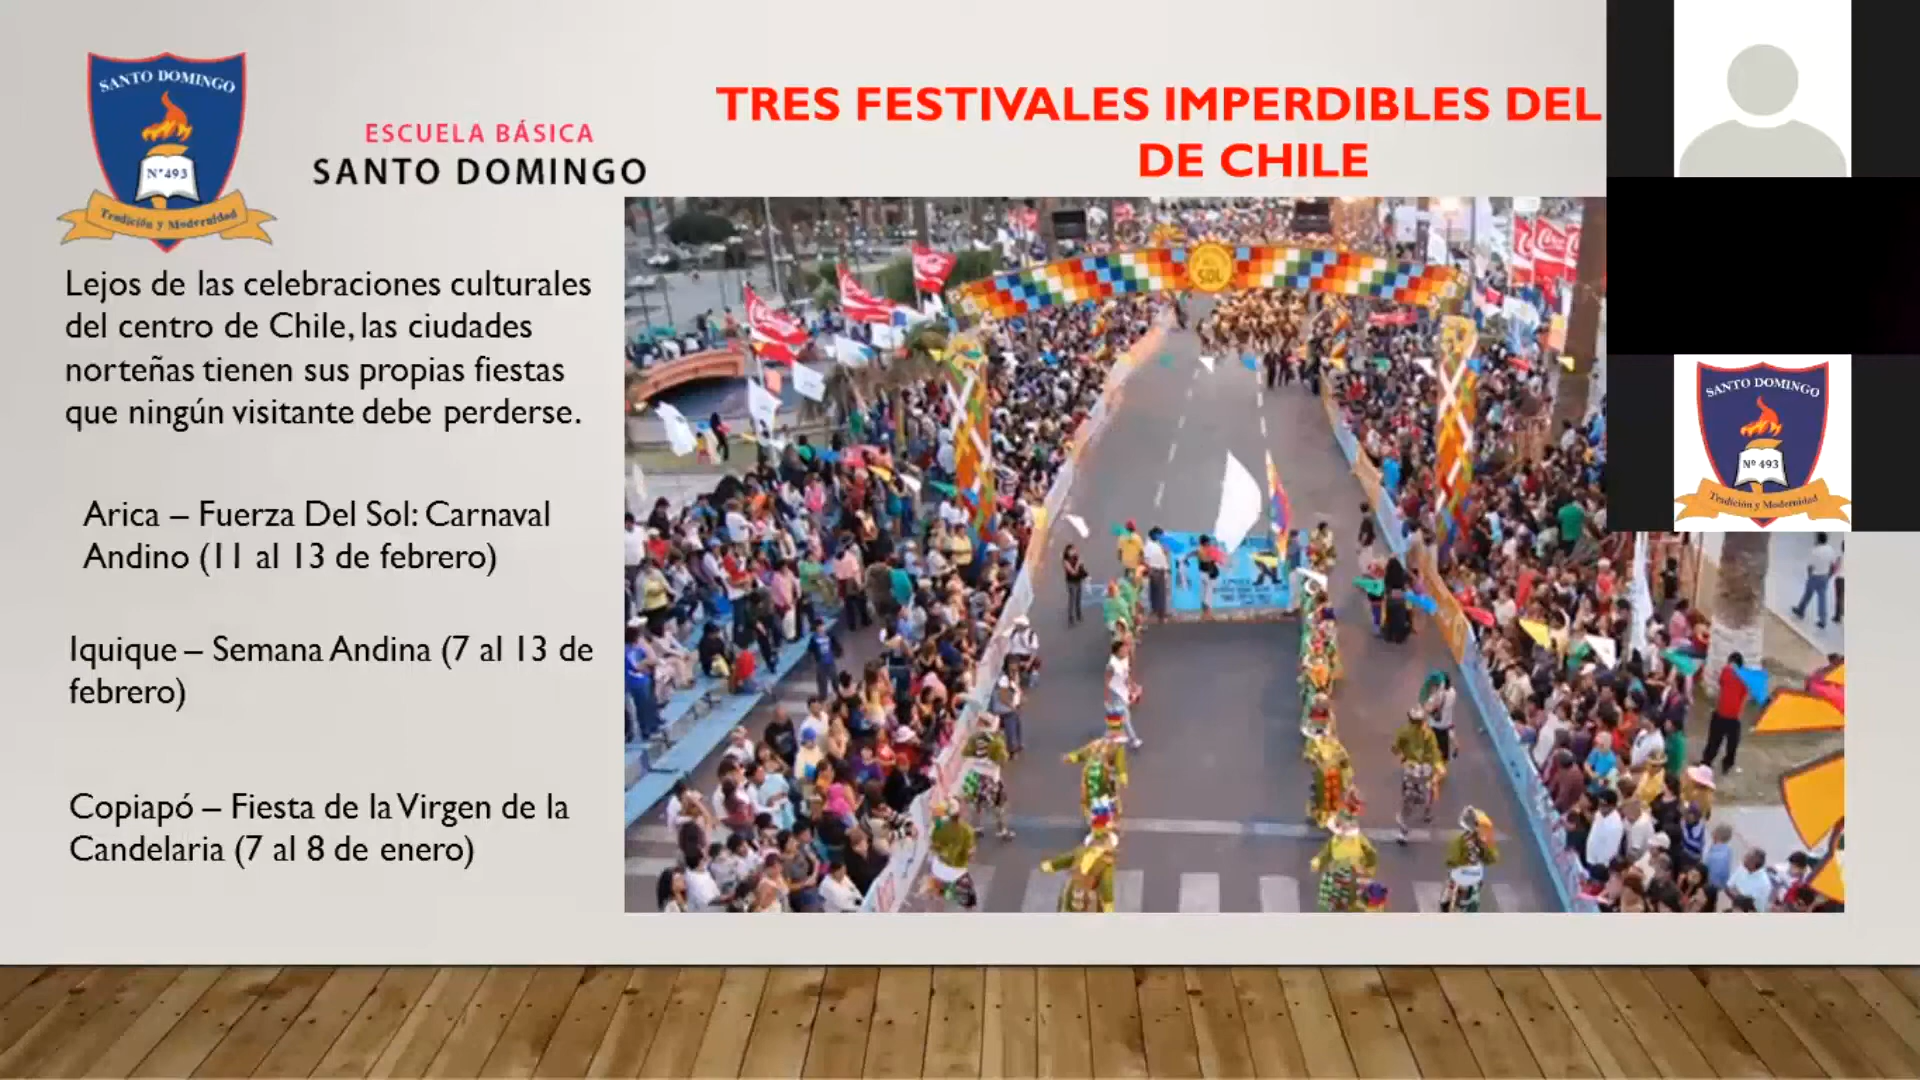 SANTO DOMINGO
N°493
Tradición y Modernidad
ESCUELA BÁSICA
SANTO DOMINGO
TRES FESTIVALES IMPERDIBLES DEL
DE CHILE
Lejos de las celebraciones culturales
del centro de Chile, las ciudades
norteñas tienen sus propias fiestas
que ningún visitante debe perderse.
Arica – Fuerza Del Sol: Carnaval
Andino (11 al 13 de febrero)
Iquique – Semana Andina (7 al 13 de
febrero)
Copiapó – Fiesta de la Virgen de la
Candelaria (7 al 8 de enero)
SOL
Coca-Cola
SANTO DOMINGO
Nº 493
Tradición y Modernidad